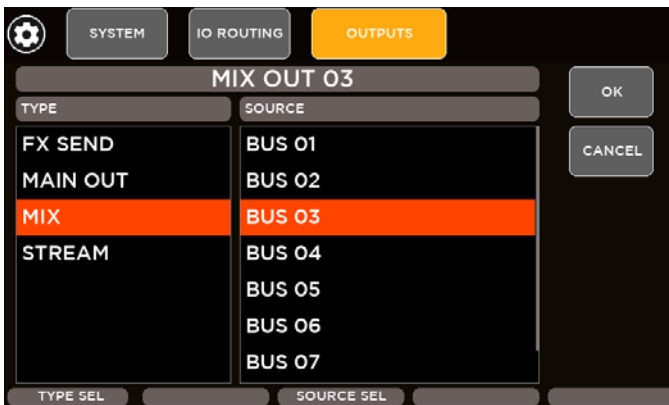 SYSTEM
IO ROUTING
OUTPUTS
MIX OUT 03
OK
TYPE
SOURCE
FX SEND
MAIN OUT
MIX
STREAM
BUS 01
BUS 02
BUS 03
BUS 04
BUS 05
BUS 06
BUS 07
CANCEL
TYPE SEL
SOURCE SEL